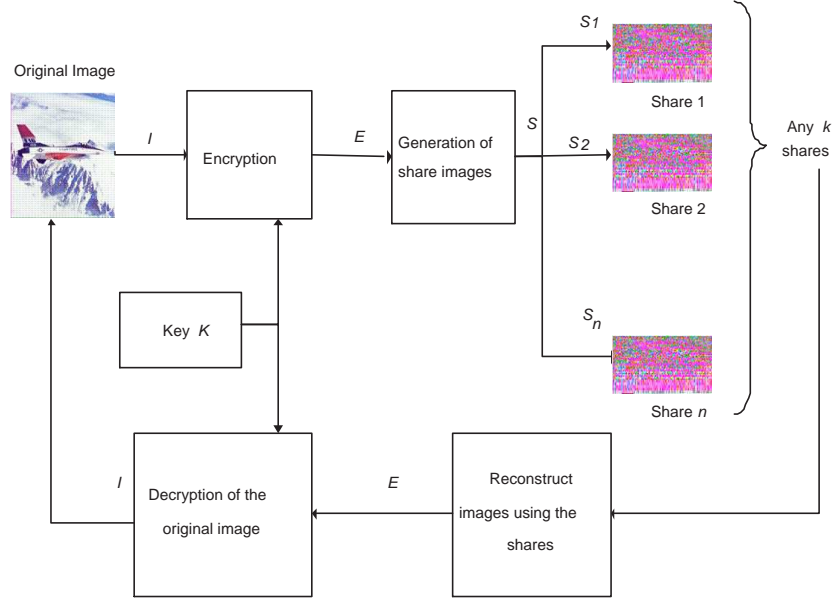 Original Image
I
Encryption
E
Generation of
share images
S
S1
Share 1
S2
Share 2
Sn
Share n
Any k
shares
Key K
I
Decryption of the
original image
E
Reconstruct
images using the
shares